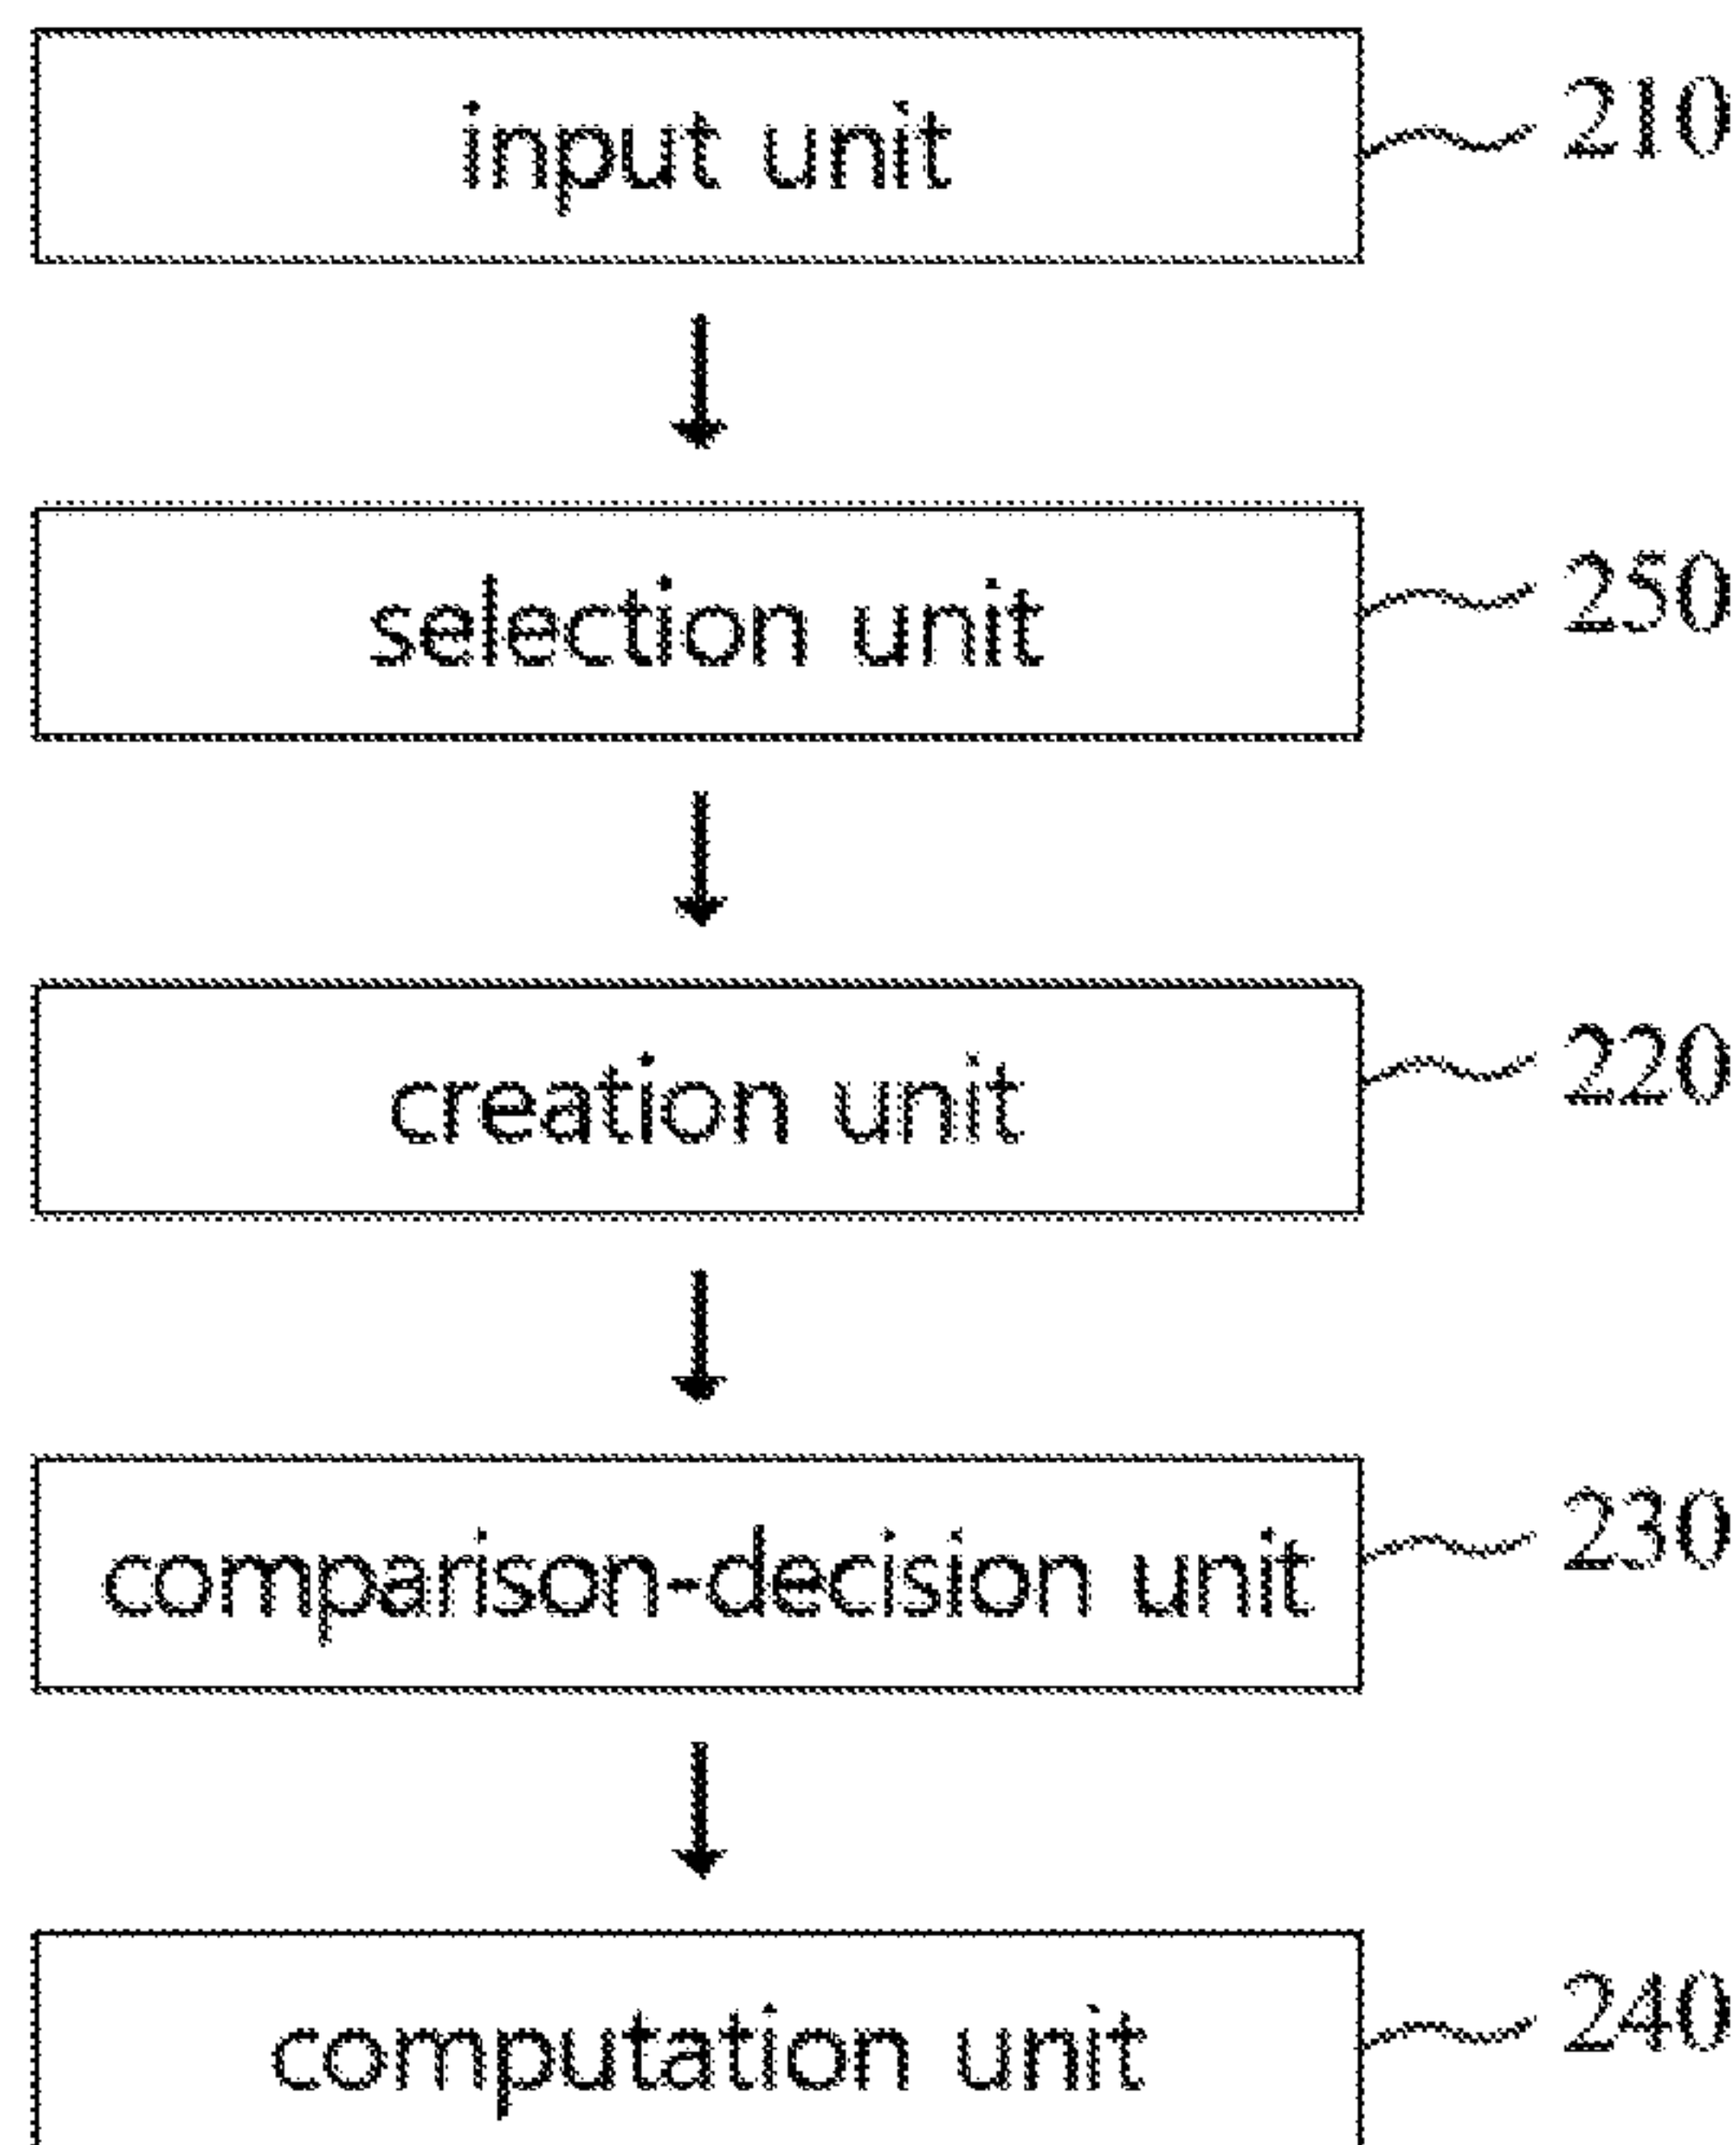 input unit 210
selection unit 250
creation unit 220
comparison-decision unit 230
computation unit 240